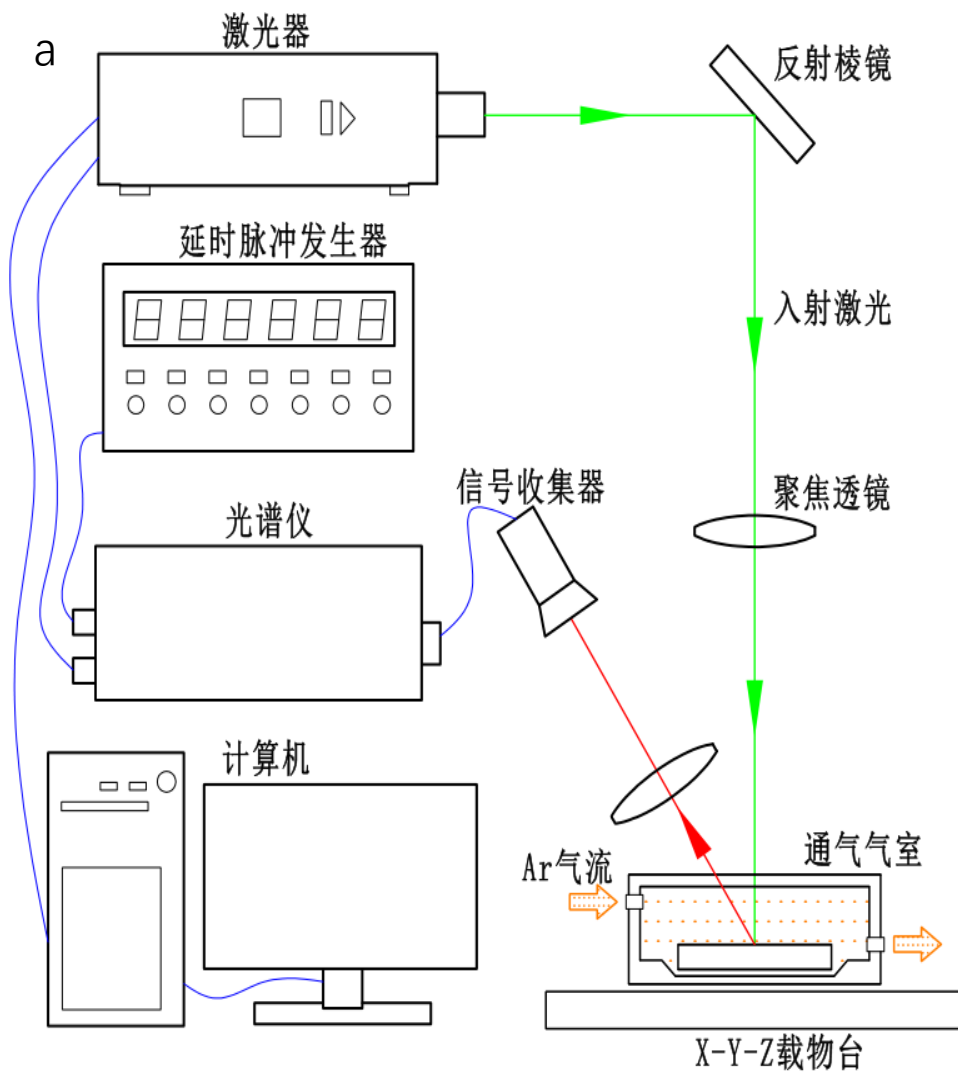 a
激光器
反射棱镜
延时脉冲发生器
入射激光
信号收集器
聚焦透镜
光谱仪
计算机
通气气室
Ar气流
X-Y-Z载物台